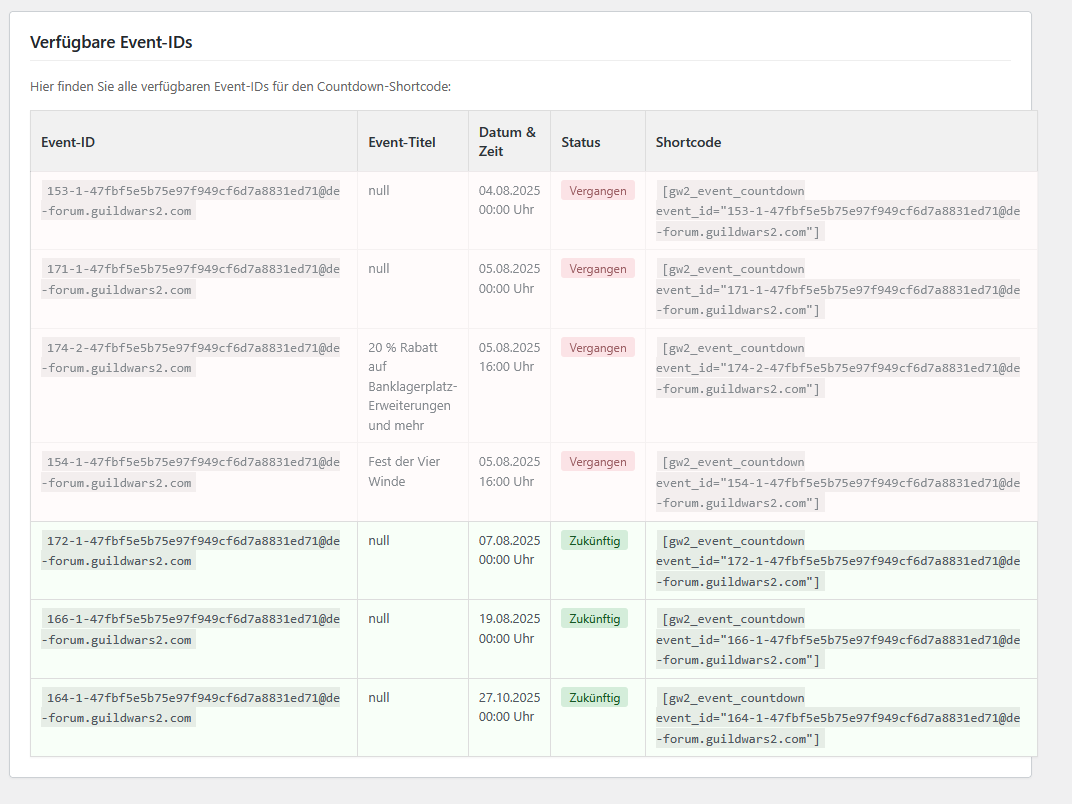 Verfügbare Event-IDs
Hier finden Sie alle verfügbaren Event-IDs für den Countdown-Shortcode:
Event-ID
Event-Titel
Datum &
Zeit
Status
Shortcode
153-1-47fbf5e5b75e97f949cf6d7a8831ed71@de
-forum.guildwars2.com
null
04.08.2025
00:00 Uhr
Vergangen
[gw2_event_countdown
event_id="153-1-47fbf5e5b75e97f949cf6d7a8831ed71@de
-forum.guildwars2.com"]
171-1-47fbf5e5b75e97f949cf6d7a8831ed71@de
-forum.guildwars2.com
null
05.08.2025
00:00 Uhr
Vergangen
[gw2_event_countdown
event_id="171-1-47fbf5e5b75e97f949cf6d7a8831ed71@de
-forum.guildwars2.com"]
174-2-47fbf5e5b75e97f949cf6d7a8831ed71@de
-forum.guildwars2.com
20 % Rabatt
auf
Banklagerplatz-
Erweiterungen
und mehr
05.08.2025
16:00 Uhr
Vergangen
[gw2_event_countdown
event_id="174-2-47fbf5e5b75e97f949cf6d7a8831ed71@de
-forum.guildwars2.com"]
154-1-47fbf5e5b75e97f949cf6d7a8831ed71@de
-forum.guildwars2.com
Fest der Vier
Winde
05.08.2025
16:00 Uhr
Vergangen
[gw2_event_countdown
event_id="154-1-47fbf5e5b75e97f949cf6d7a8831ed71@de
-forum.guildwars2.com"]
172-1-47fbf5e5b75e97f949cf6d7a8831ed71@de
-forum.guildwars2.com
null
07.08.2025
00:00 Uhr
Zukünftig
[gw2_event_countdown
event_id="172-1-47fbf5e5b75e97f949cf6d7a8831ed71@de
-forum.guildwars2.com"]
166-1-47fbf5e5b75e97f949cf6d7a8831ed71@de
-forum.guildwars2.com
null
19.08.2025
00:00 Uhr
Zukünftig
[gw2_event_countdown
event_id="166-1-47fbf5e5b75e97f949cf6d7a8831ed71@de
-forum.guildwars2.com"]
164-1-47fbf5e5b75e97f949cf6d7a8831ed71@de
-forum.guildwars2.com
null
27.10.2025
00:00 Uhr
Zukünftig
[gw2_event_countdown
event_id="164-1-47fbf5e5b75e97f949cf6d7a8831ed71@de
-forum.guildwars2.com"]